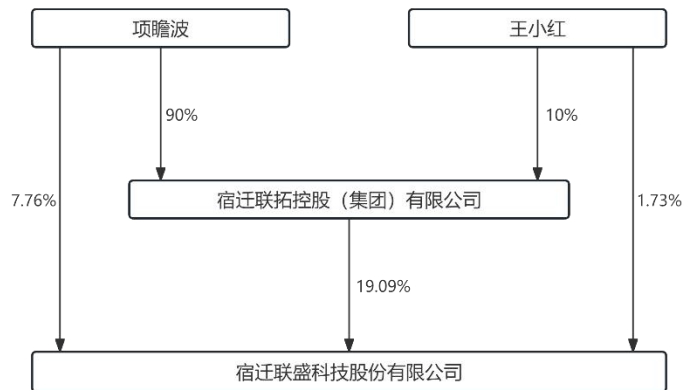 项瞻波
王小红
90%
10%
宿迁联拓控股（集团）有限公司
7.76%
1.73%
19.09%
宿迁联盛科技股份有限公司